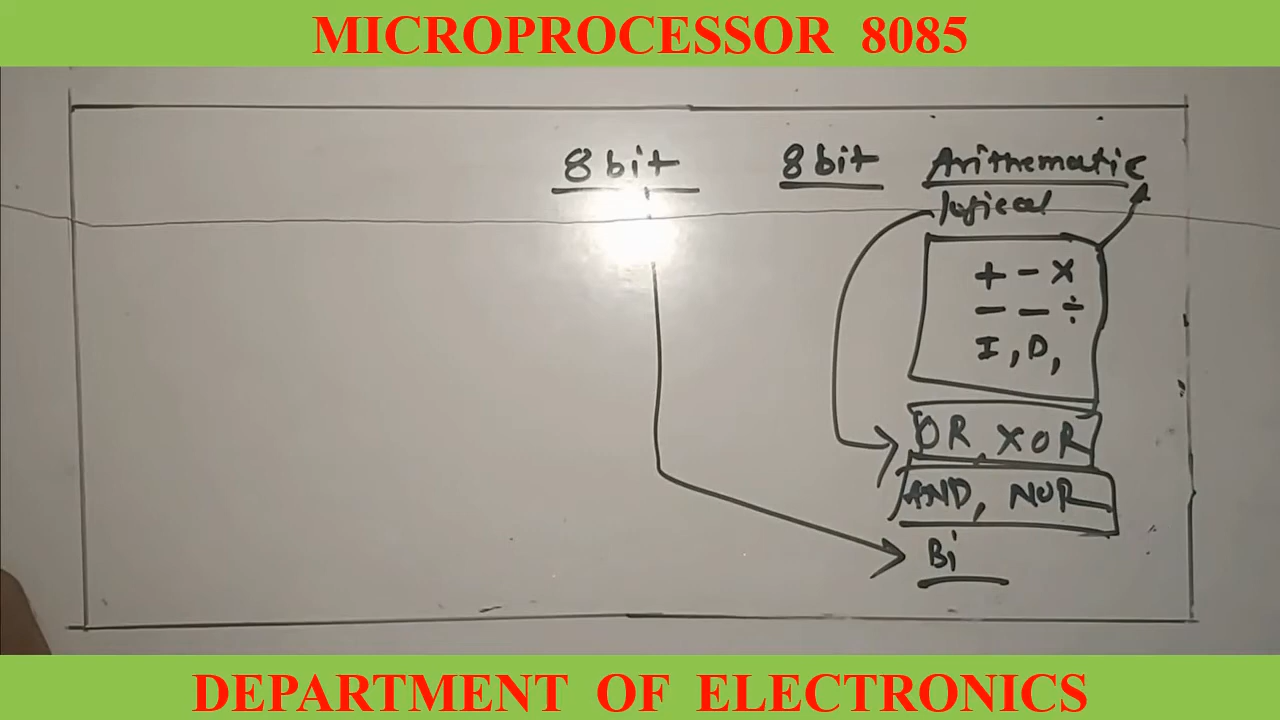 MICROPROCESSOR 8085
8 bit 8 bit Arithematic
logical
+ - ×
- - ÷
I, D,
OR, XOR
AND, NOR
Bi
DEPARTMENT OF ELECTRONICS